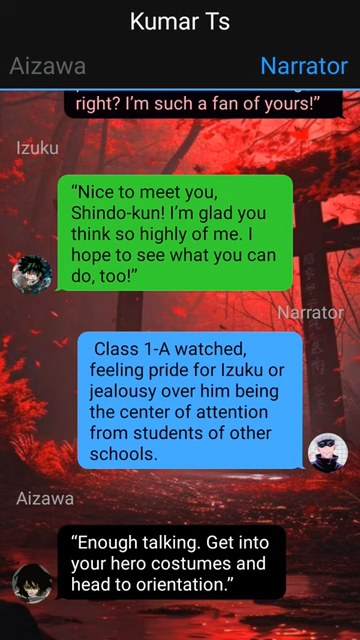 Kumar Ts
Aizawa
Narrator
right? I'm such a fan of yours!”
Izuku
“Nice to meet you,
Shindo-kun! I'm glad you
think so highly of me. I
hope to see what you can
do, too!”
Narrator
Class 1-A watched,
feeling pride for Izuku or
jealousy over him being
the center of attention
from students of other
schools.
Aizawa
“Enough talking. Get into
your hero costumes and
head to orientation.”